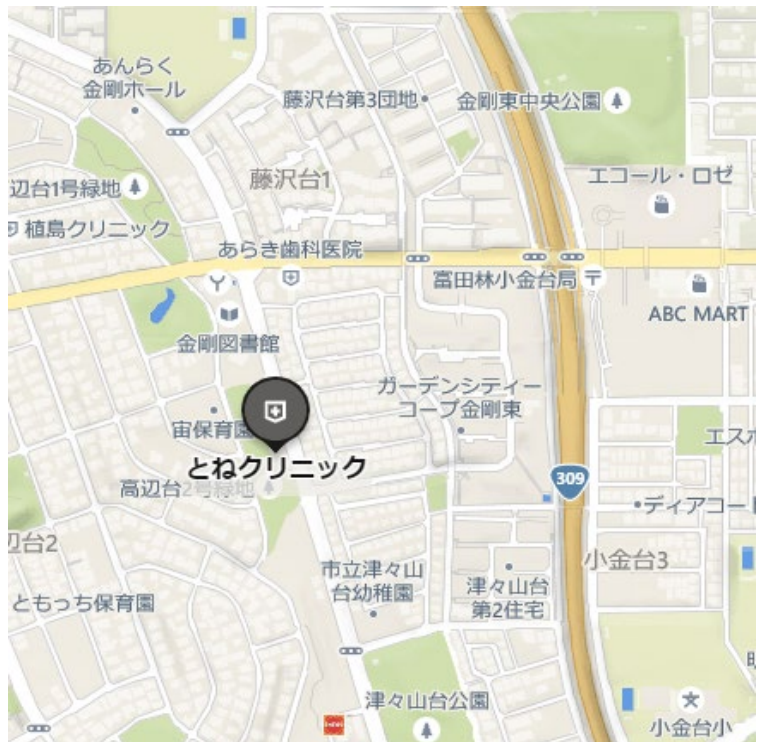 あんらく
金剛ホール
藤沢台第3団地
金剛東中央公園
辺台1号緑地
藤沢台1
エコール・ロゼ
植島クリニック
あらき歯科医院
富田林小金台局
ABC MART
金剛図書館
ガーデンシティー
コープ金剛東
宙保育園
エスポ
とねクリニック
高辺台2号緑地
309
ディアコート
辺台2
小金台3
市立津々山
台幼稚園
津々山台
第2住宅
ともっち保育園
津々山台公園
小金台小